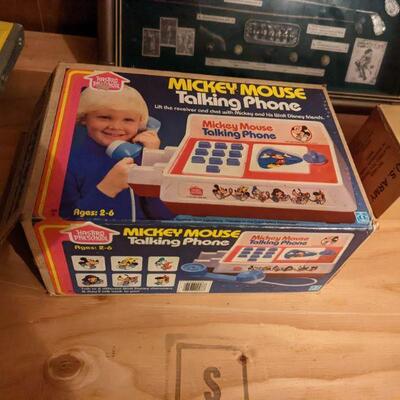 Hasbro
PRESCHOOL
MICKEY MOUSE
Talking Phone
Lift the receiver and chat with Mickey and his Walt Disney friends.
Mickey Mouse
Talking Phone
Ages: 2-6
Hasbro
PRESCHOOL
Ages: 2-6
MICKEY MOUSE
Talking Phone
Mickey Mouse
Talking Phone
U.S. ARMY
S